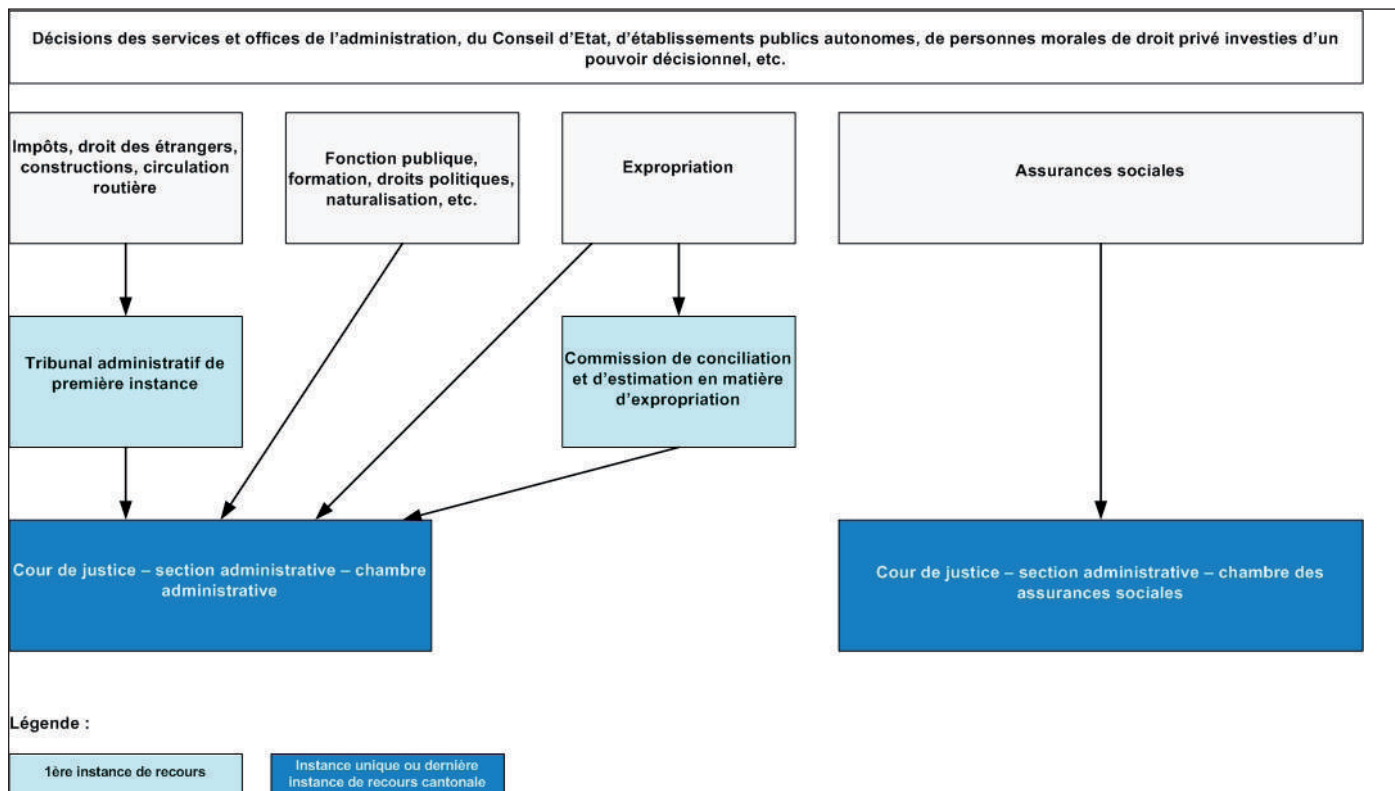 Décisions des services et offices de l'administration, du Conseil d'Etat, d'établissements publics autonomes, de personnes morales de droit privé investies d'un
pouvoir décisionnel, etc.
Impôts, droit des étrangers,
constructions, circulation
routière
Fonction publique,
formation, droits politiques,
naturalisation, etc.
Expropriation
Assurances sociales
Tribunal administratif de
première instance
Commission de conciliation
et d'estimation en matière
d'expropriation
Cour de justice – section administrative – chambre
administrative
Cour de justice – section administrative – chambre des
assurances sociales
Légende :
1ère instance de recours
Instance unique ou dernière
instance de recours cantonale